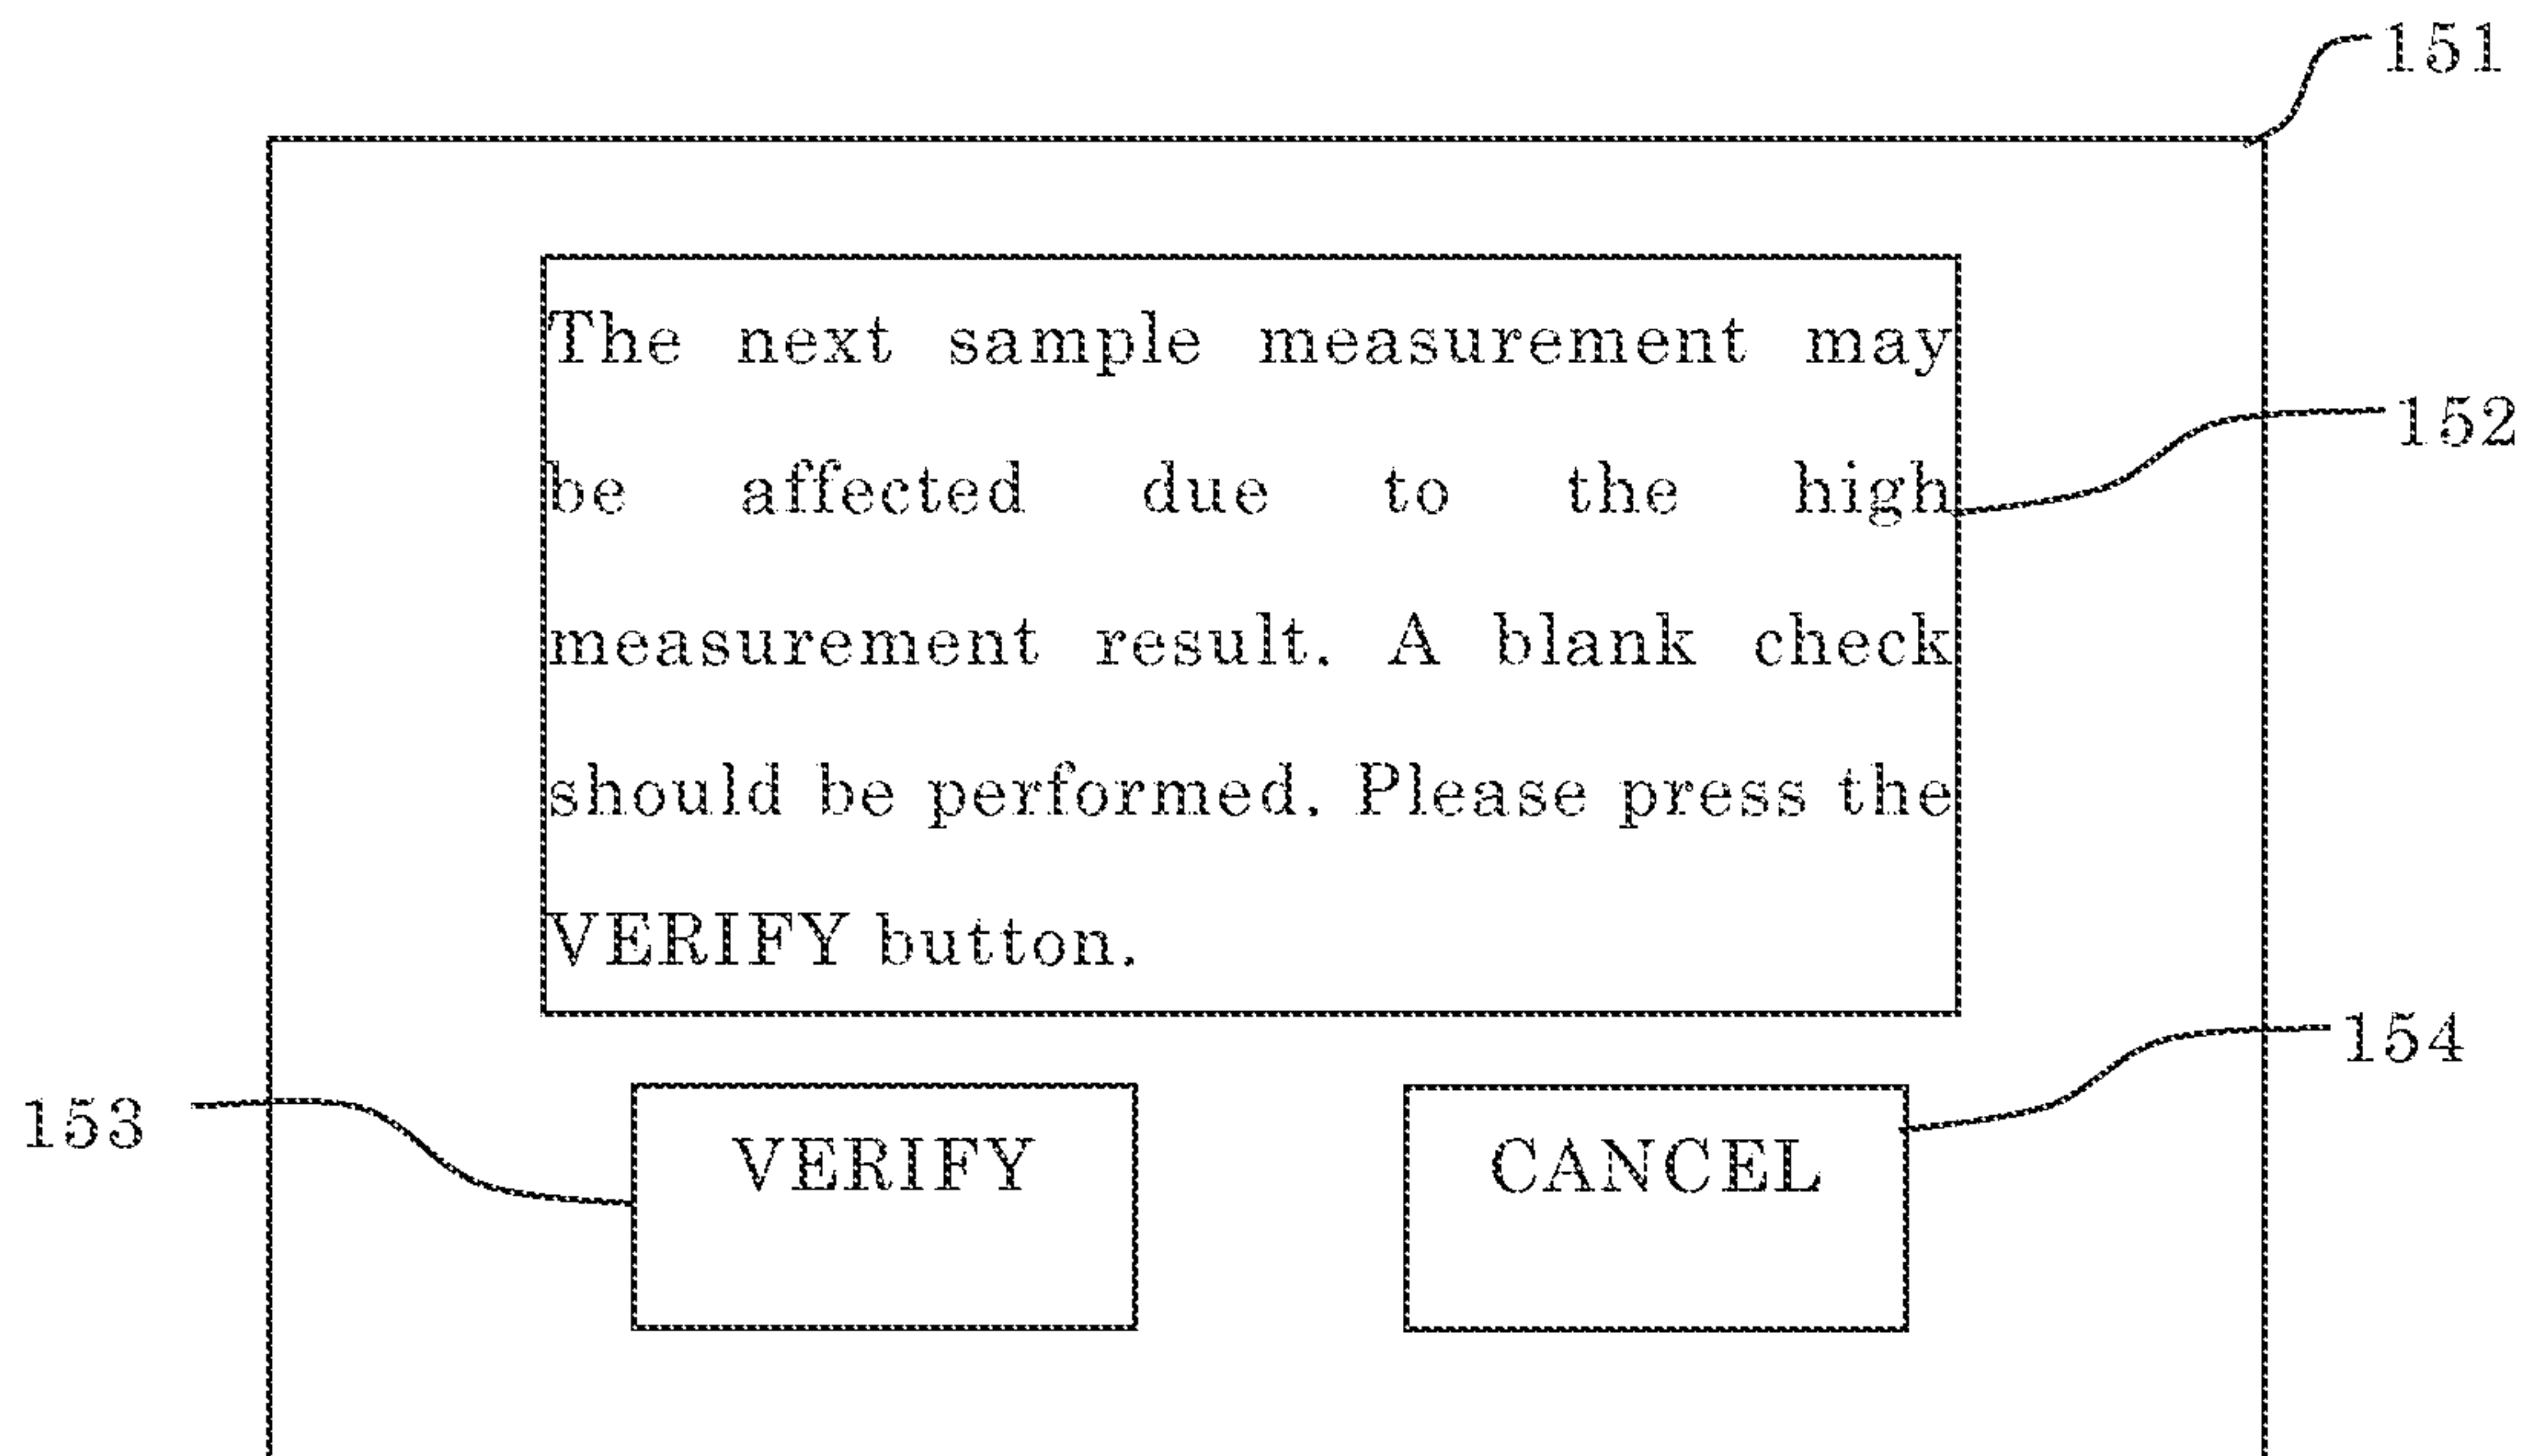 151
The next sample measurement may
be affected due to the high
152
measurement result. A blank check
should be performed. Please press the
VERIFY button.
154
153
VERIFY CANCEL